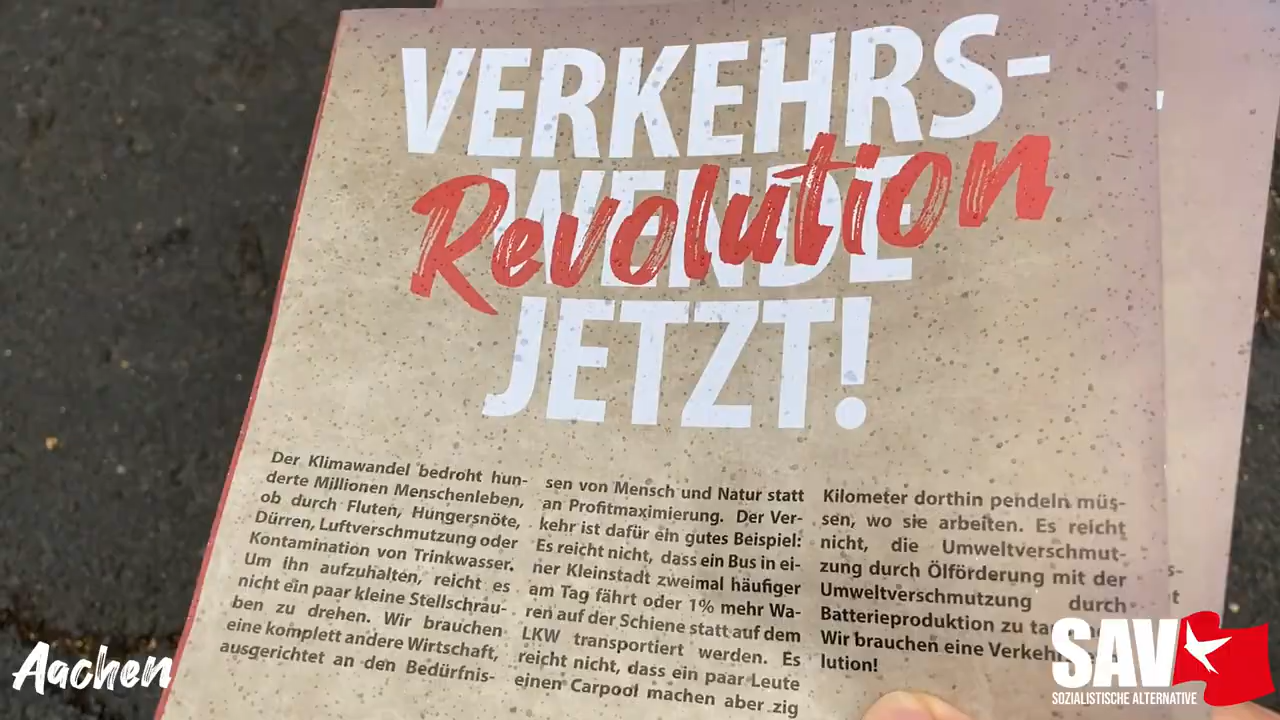 VERKEHRS-
WENDE
Revolution
JETZT!
Der Klimawandel bedroht hun-
derte Millionen Menschenleben,
ob durch Fluten, Hungersnöte,
Dürren, Luftverschmutzung oder
Kontamination von Trinkwasser.
Um ihn aufzuhalten, reicht es
nicht ein paar kleine Stellschrau-
ben zu drehen. Wir brauchen
eine komplett andere Wirtschaft,
ausgerichtet an den Bedürfnis-
sen von Mensch und Natur statt
an Profitmaximierung. Der Ver-
kehr ist dafür ein gutes Beispiel:
Es reicht nicht, dass ein Bus in ei-
ner Kleinstadt zweimal häufiger
am Tag fährt oder 1% mehr Wa-
ren auf der Schiene statt auf dem
LKW transportiert werden. Es
reicht nicht, dass ein paar Leute
einen Carpool machen aber zig
Kilometer dorthin pendeln müs-
sen, wo sie arbeiten. Es reicht
nicht, die Umweltverschmut-
zung durch Ölförderung mit der
Umweltverschmutzung durch
Batterieproduktion zu
Wir brauchen eine
lution!
Aachen
SAV
SOZIALISTISCHE ALTERNATIVE